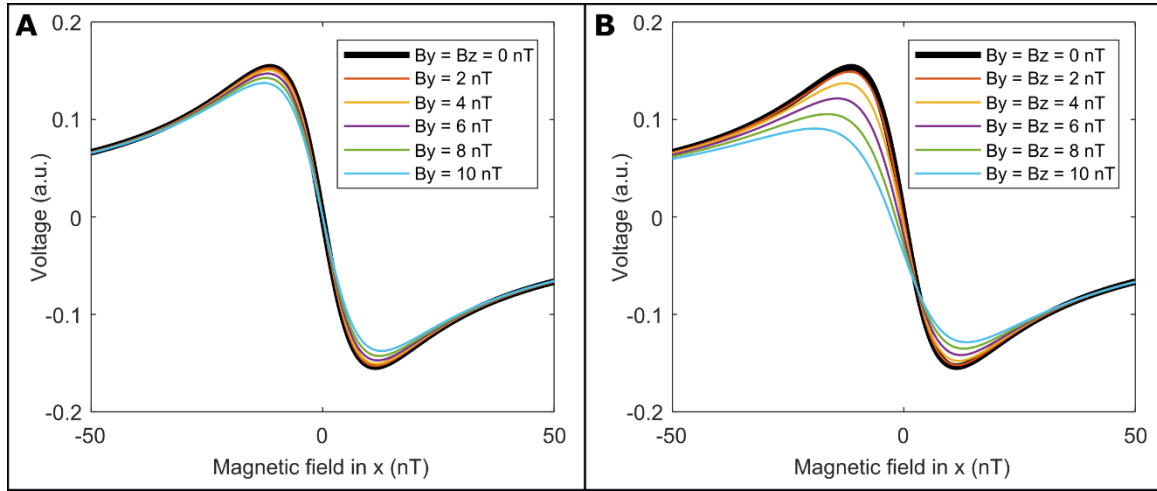 A
0.2
0.1
0
-0.1
-0.2
Voltage (a.u.)
By = Bz = 0 nT
By = 2 nT
By = 4 nT
By = 6 nT
By = 8 nT
By = 10 nT
-50
0
50
Magnetic field in x (nT)
B
0.2
0.1
0
-0.1
-0.2
Voltage (a.u.)
By = Bz = 0 nT
By = Bz = 2 nT
By = Bz = 4 nT
By = Bz = 6 nT
By = Bz = 8 nT
By = Bz = 10 nT
-50
0
50
Magnetic field in x (nT)